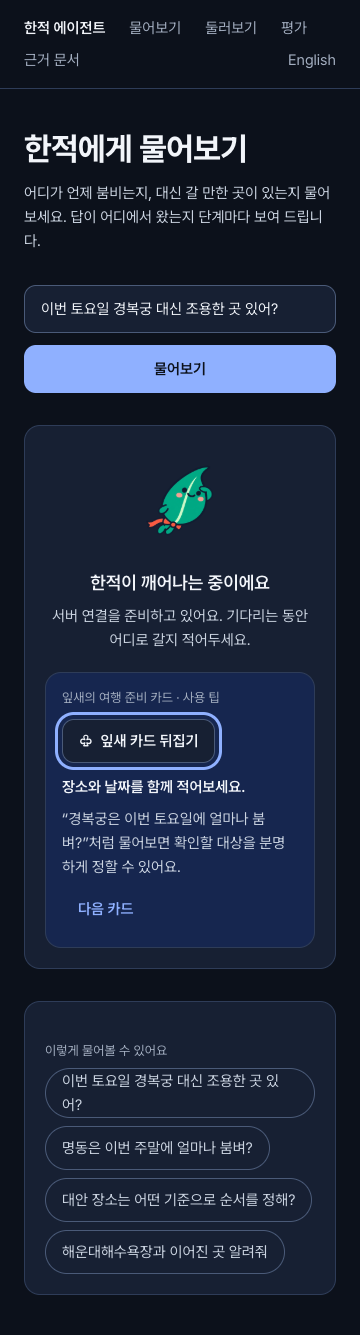 한적 에이전트 물어보기 둘러보기 평가
근거 문서 English
한적에게 물어보기
어디가 언제 붐비는지, 대신 갈 만한 곳이 있는지 물어
보세요. 답이 어디에서 왔는지 단계마다 보여 드립니
다.
이번 토요일 경복궁 대신 조용한 곳 있어?
물어보기
한적이 깨어나는 중이에요
서버 연결을 준비하고 있어요. 기다리는 동안
어디로 갈지 적어두세요.
잎새의 여행 준비 카드 · 사용 팁
잎새 카드 뒤집기
장소와 날짜를 함께 적어보세요.
“경복궁은 이번 토요일에 얼마나 붐
벼?”처럼 물어보면 확인할 대상을 분명
하게 정할 수 있어요.
다음 카드
이렇게 물어볼 수 있어요
이번 토요일 경복궁 대신 조용한 곳 있
어?
명동은 이번 주말에 얼마나 붐벼?
대안 장소는 어떤 기준으로 순서를 정해?
해운대해수욕장과 이어진 곳 알려줘